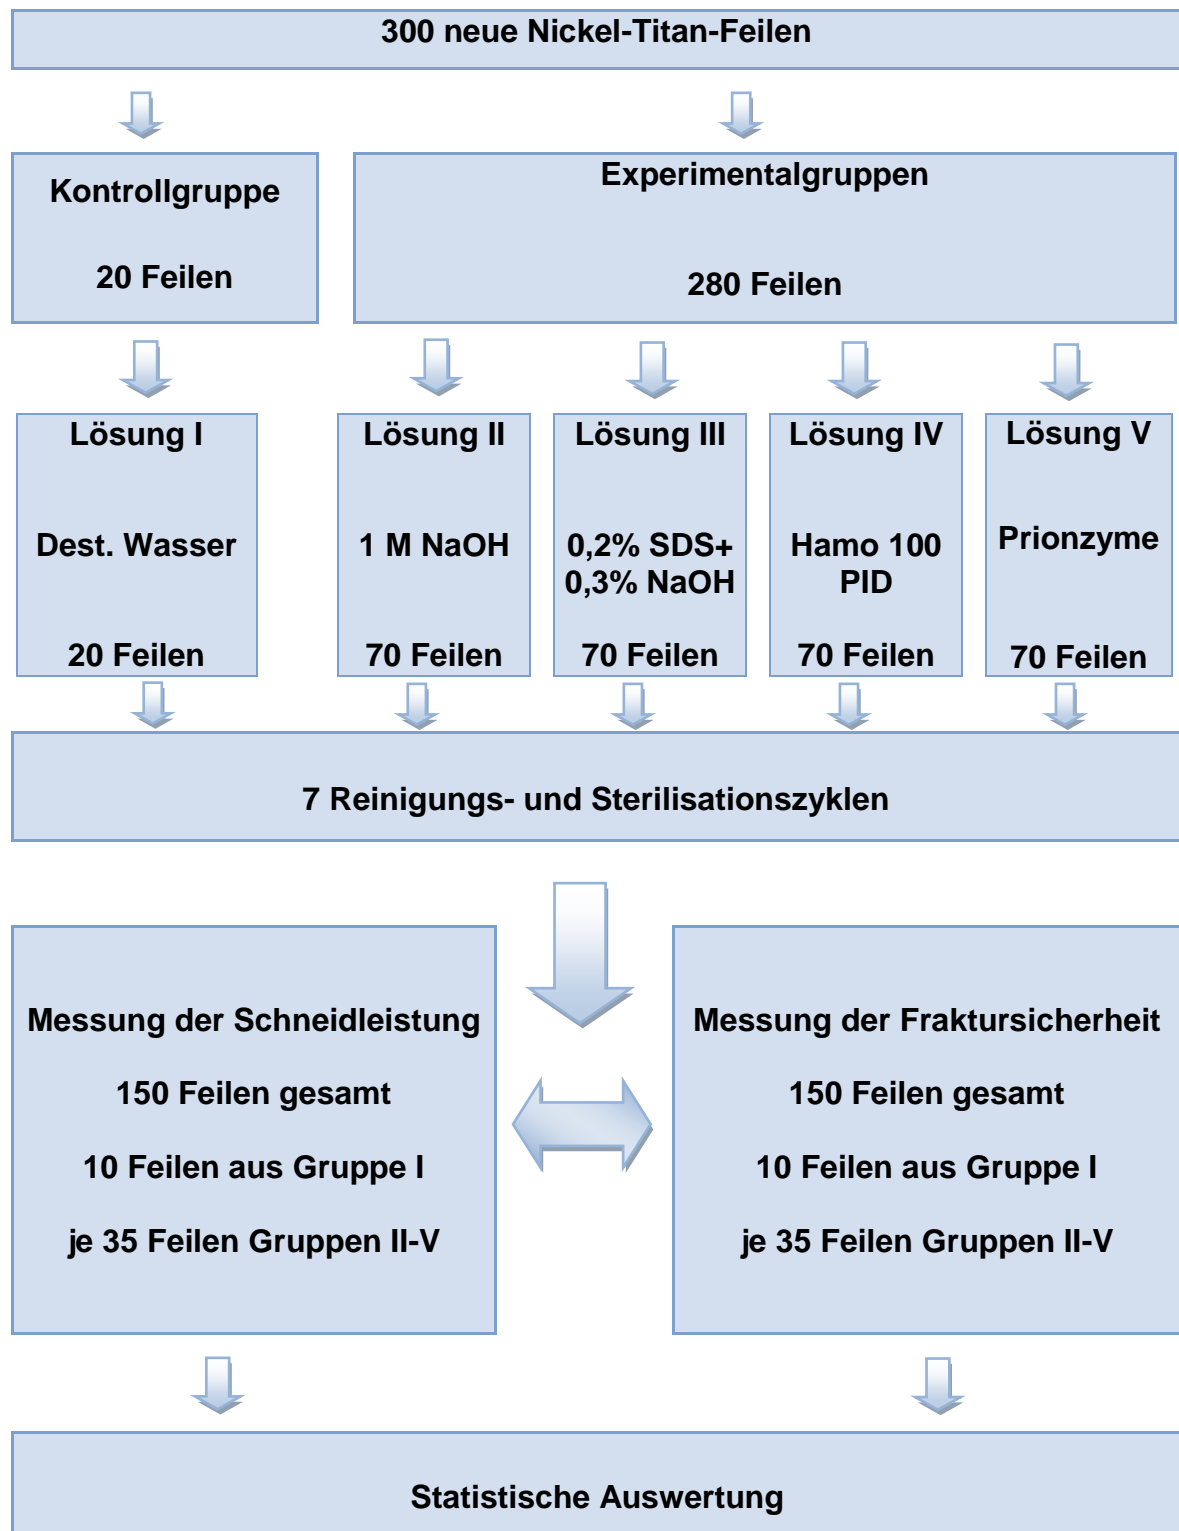 300 neue Nickel-Titan-Feilen
Kontrollgruppe
20 Feilen
Experimentalgruppen
280 Feilen
Lösung I
Dest. Wasser
20 Feilen
Lösung II
1 M NaOH
70 Feilen
Lösung III
0,2% SDS+
0,3% NaOH
70 Feilen
Lösung IV
Hamo 100
PID
70 Feilen
Lösung V
Prionzyme
70 Feilen
7 Reinigungs- und Sterilisationszyklen
Messung der Schneidleistung
150 Feilen gesamt
10 Feilen aus Gruppe I
je 35 Feilen Gruppen II-V
Messung der Fraktursicherheit
150 Feilen gesamt
10 Feilen aus Gruppe I
je 35 Feilen Gruppen II-V
Statistische Auswertung